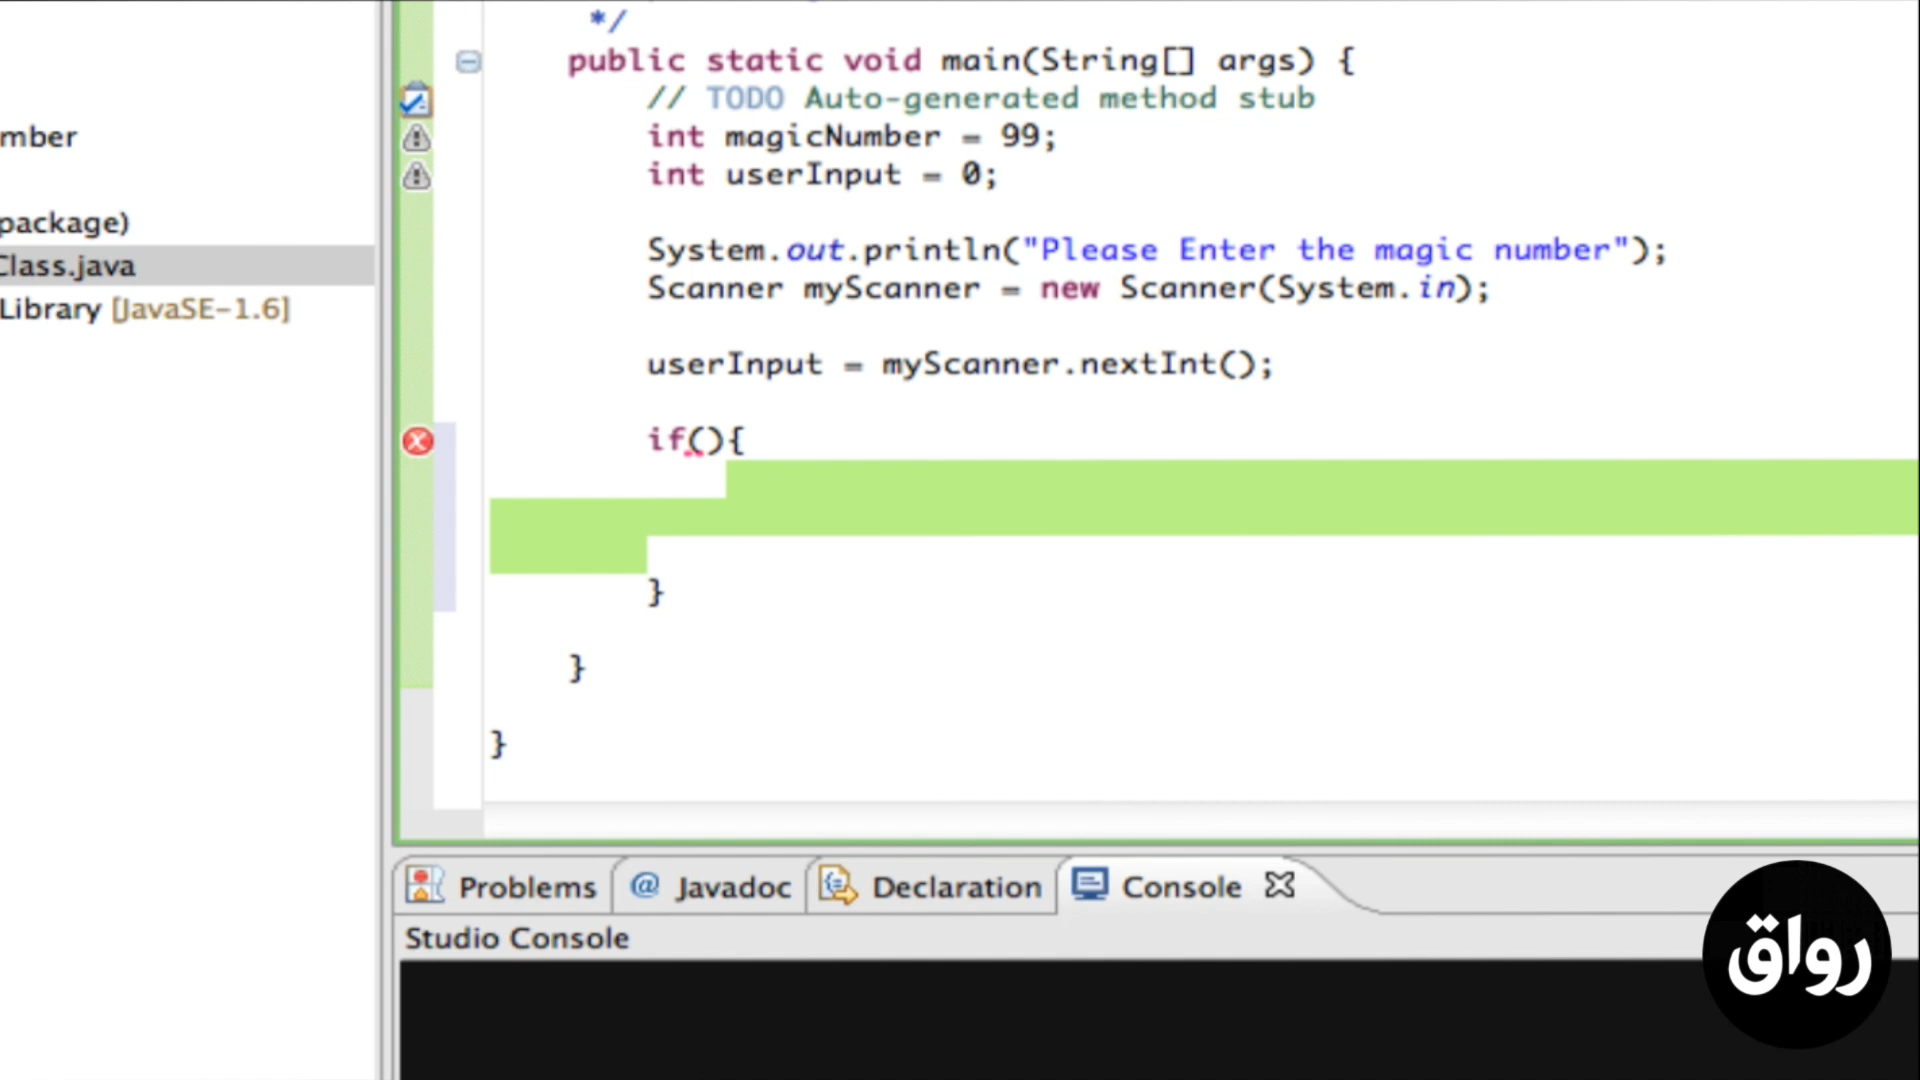 */
public static void main(String[] args) {
// TODO Auto-generated method stub
int magicNumber = 99;
int userInput = 0;
System.out.println("Please Enter the magic number");
Scanner myScanner = new Scanner(System.in);
userInput = myScanner.nextInt();
if(){
}
}
}
mber
package)
Class.java
Library [JavaSE-1.6]
Problems @ Javadoc Declaration Console
Studio Console
رواق